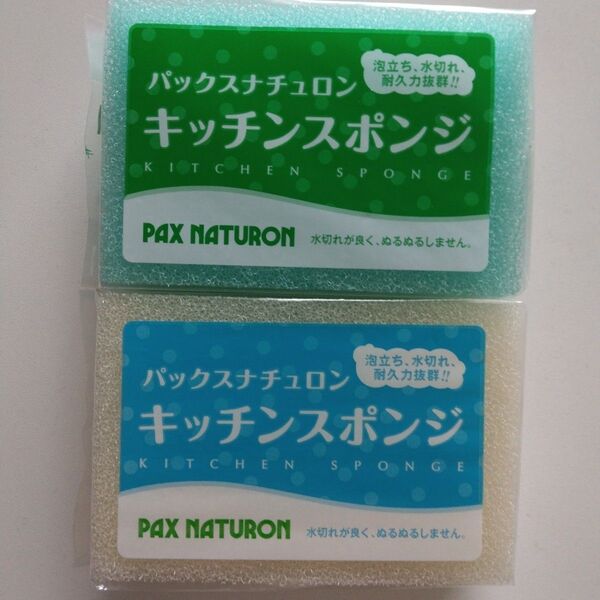 泡立ち、水切れ、
耐久力抜群!!
パックスナチュロン
キッチンスポンジ
KITCHEN SPONGE
PAX NATURON 水切れが良く、ぬるぬるしません。
泡立ち、水切れ、
耐久力抜群!!
パックスナチュロン
キッチンスポンジ
KITCHEN SPONGE
PAX NATURON 水切れが良く、ぬるぬるしません。